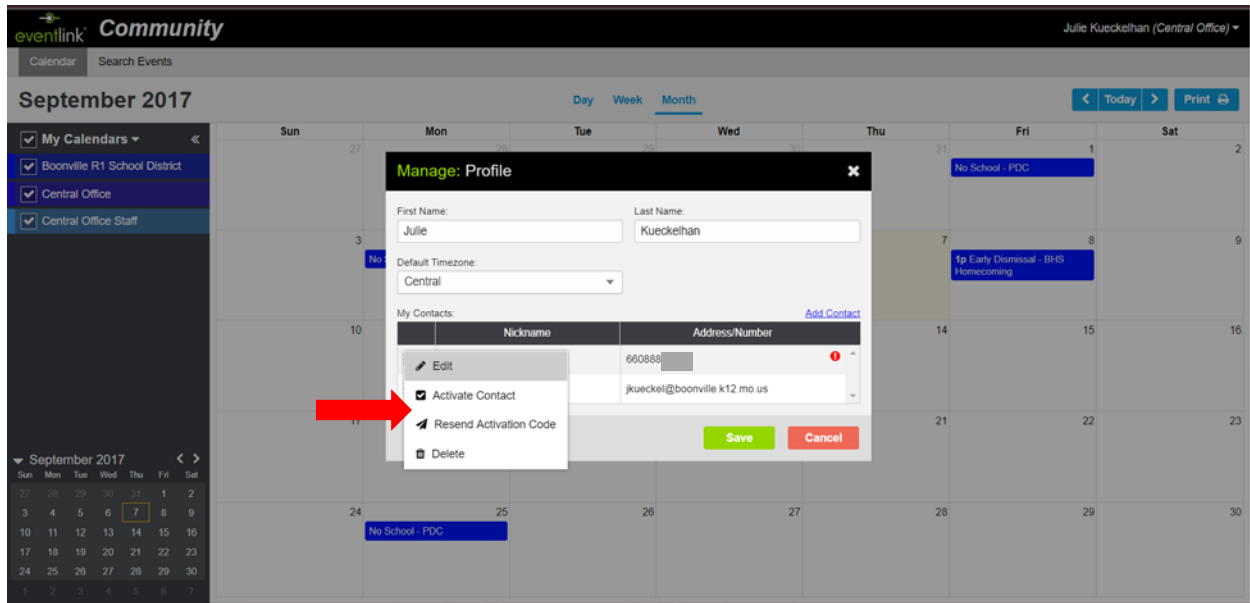 eventlink Community
Julie Kueckelhan (Central Office)
Calendar Search Events
September 2017
Day Week Month
Today Print
My Calendars
Boonville R1 School District
Central Office
Central Office Staff
Sun Mon Tue Wed Thu Fri Sat
27 28 29 30 31 1 2
No School - PDC
Manage: Profile
First Name: Last Name:
Julie Kueckelhan
3 7 8 9
No
1p Early Dismissal - BHS
Homecoming
Default Timezone:
Central
My Contacts: Add Contact
Nickname Address/Number
660888
jkueckel@boonville.k12.mo.us
Edit
Activate Contact
Resend Activation Code
Delete
Save Cancel
10 14 15 16
17 21 22 23
24 25 26 27 28 29 30
No School - PDC
September 2017
Sun Mon Tue Wed Thu Fri Sat
27 28 29 30 31 1 2
3 4 5 6 7 8 9
10 11 12 13 14 15 16
17 18 19 20 21 22 23
24 25 26 27 28 29 30
1 2 3 4 5 6 7